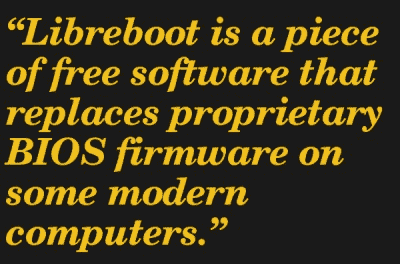 “Libreboot is a piece
of free software that
replaces proprietary
BIOS firmware on
some modern
computers.”